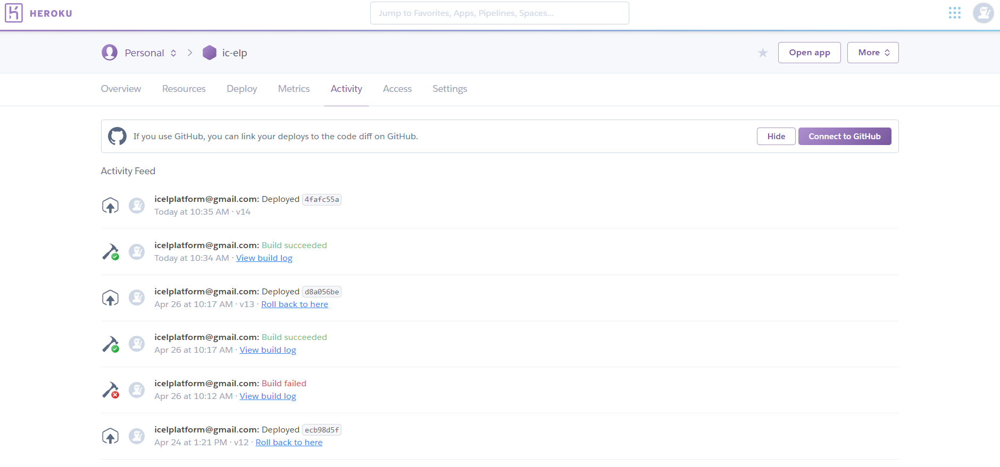 HEROKU
Jump to Favorites, Apps, Pipelines, Spaces...
Personal
ic-elp
Open app
More
Overview
Resources
Deploy
Metrics
Activity
Access
Settings
If you use GitHub, you can link your deploys to the code diff on GitHub.
Hide
Connect to GitHub
Activity Feed
icelplatform@gmail.com: Deployed 4fafc55a
Today at 10:35 AM · v14
icelplatform@gmail.com: Build succeeded
Today at 10:34 AM · View build log
icelplatform@gmail.com: Deployed d8a056be
Apr 26 at 10:17 AM · v13 · Roll back to here
icelplatform@gmail.com: Build succeeded
Apr 26 at 10:17 AM · View build log
icelplatform@gmail.com: Build failed
Apr 26 at 10:12 AM · View build log
icelplatform@gmail.com: Deployed ecb98d5f
Apr 24 at 1:21 PM · v12 · Roll back to here